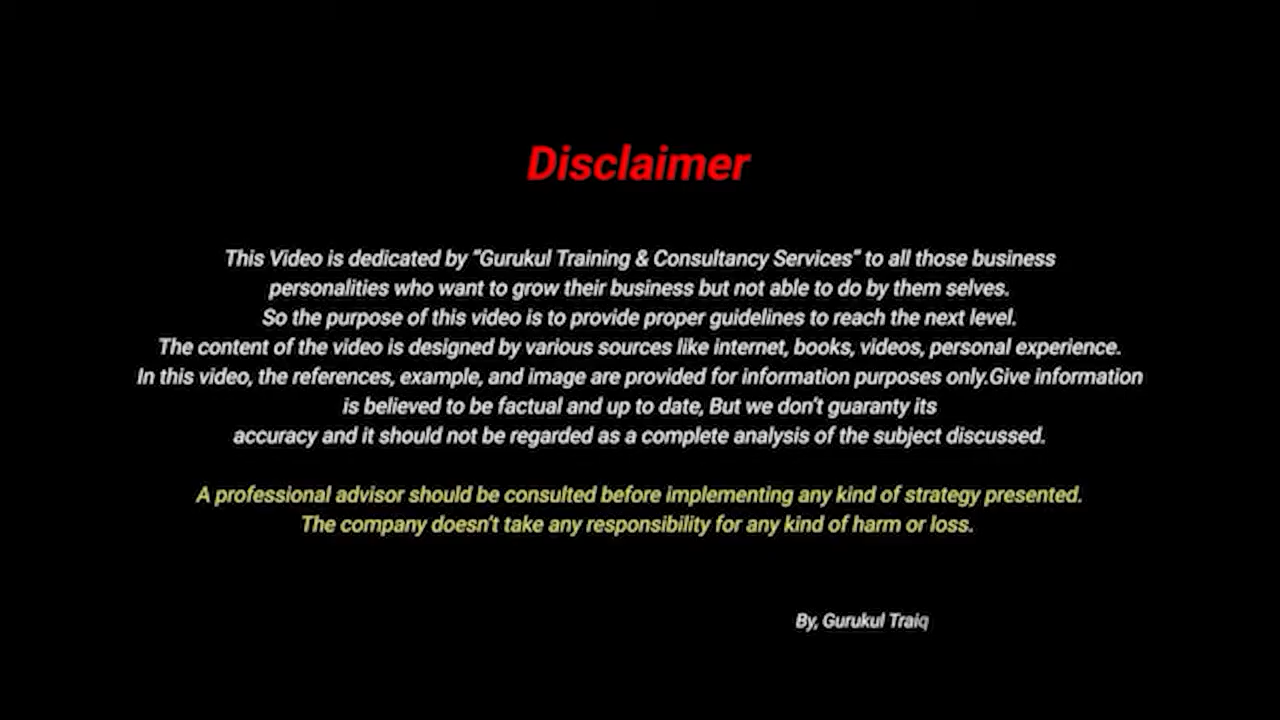 Disclaimer
This Video is dedicated by "Gurukul Training & Consultancy Services" to all those business
personalities who want to grow their business but not able to do by them selves.
So the purpose of this video is to provide proper guidelines to reach the next level.
The content of the video is designed by various sources like internet, books, videos, personal experience.
In this video, the references, example, and image are provided for information purposes only.Give information
is believed to be factual and up to date, But we don't guaranty its
accuracy and it should not be regarded as a complete analysis of the subject discussed.
A professional advisor should be consulted before implementing any kind of strategy presented.
The company doesn't take any responsibility for any kind of harm or loss.
By, Gurukul